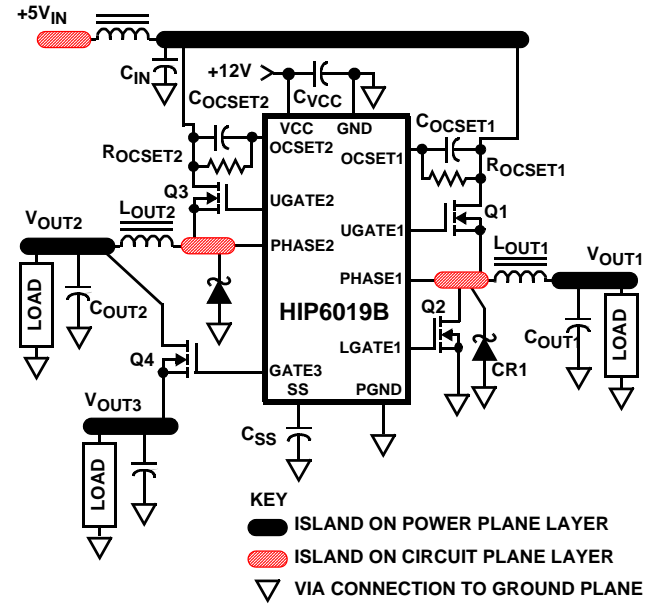 +5VIN
CIN
+12V
CVCC
COCSET2
VCC
GND
COCSET1
ROCSET2
OCSET2
OCSET1
ROCSET1
Q3
UGATE2
Q1
UGATE1
VOUT2
LOUT2
PHASE2
LOUT1
VOUT1
PHASE1
LOAD
COUT2
HIP6019B
Q2
LOAD
COUT1
Q4
LGATE1
CR1
GATE3
VOUT3
SS
PGND
CSS
LOAD
KEY
ISLAND ON POWER PLANE LAYER
ISLAND ON CIRCUIT PLANE LAYER
VIA CONNECTION TO GROUND PLANE